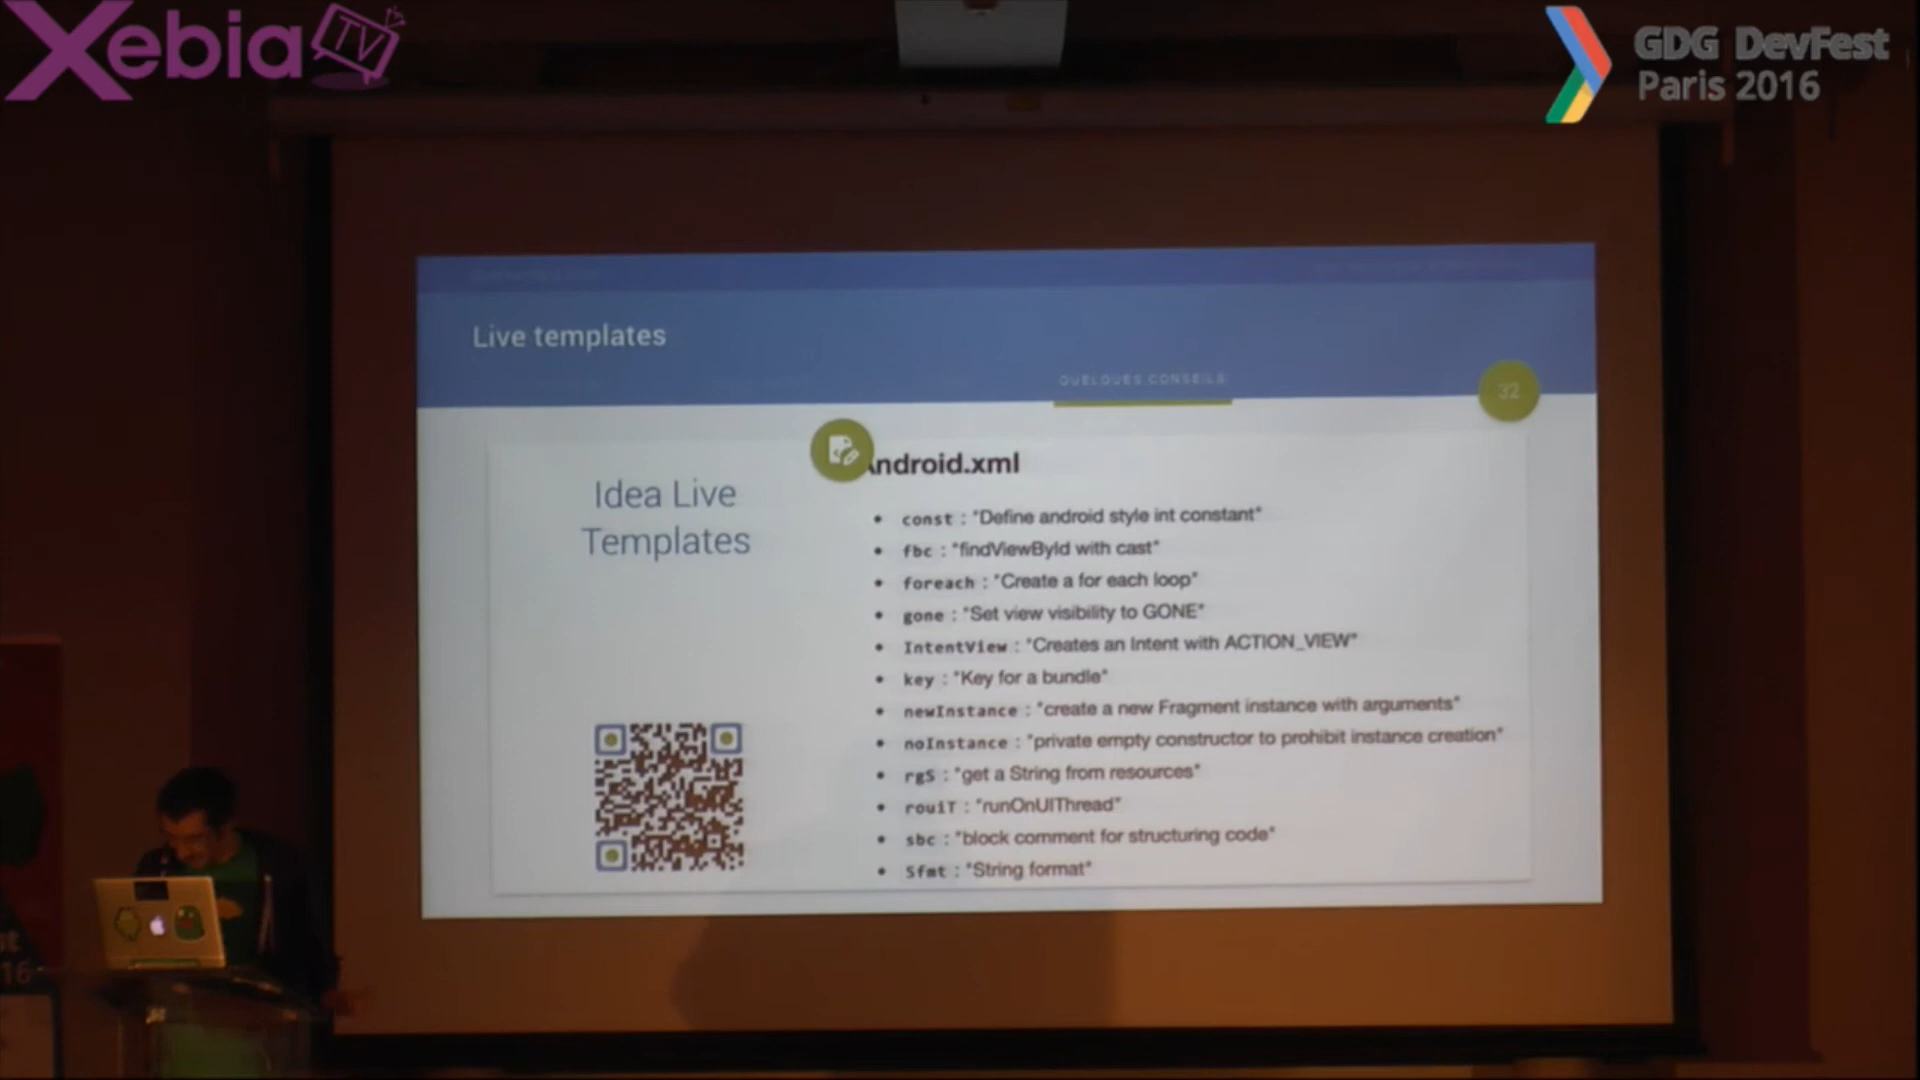 Xebia TV
GDG DevFest
Paris 2016
Live templates
QUELQUES CONSEILS
32
Idea Live
Templates
Android.xml
• const : "Define android style int constant"
• fbc : "findViewById with cast"
• foreach : "Create a for each loop"
• gone : "Set view visibility to GONE"
• IntentView : "Creates an Intent with ACTION_VIEW"
• key : "Key for a bundle"
• newInstance : "create a new Fragment instance with arguments"
• noInstance : "private empty constructor to prohibit instance creation"
• rgS : "get a String from resources"
• rouiT : "runOnUIThread"
• sbc : "block comment for structuring code"
• Sfmt : "String format"
16